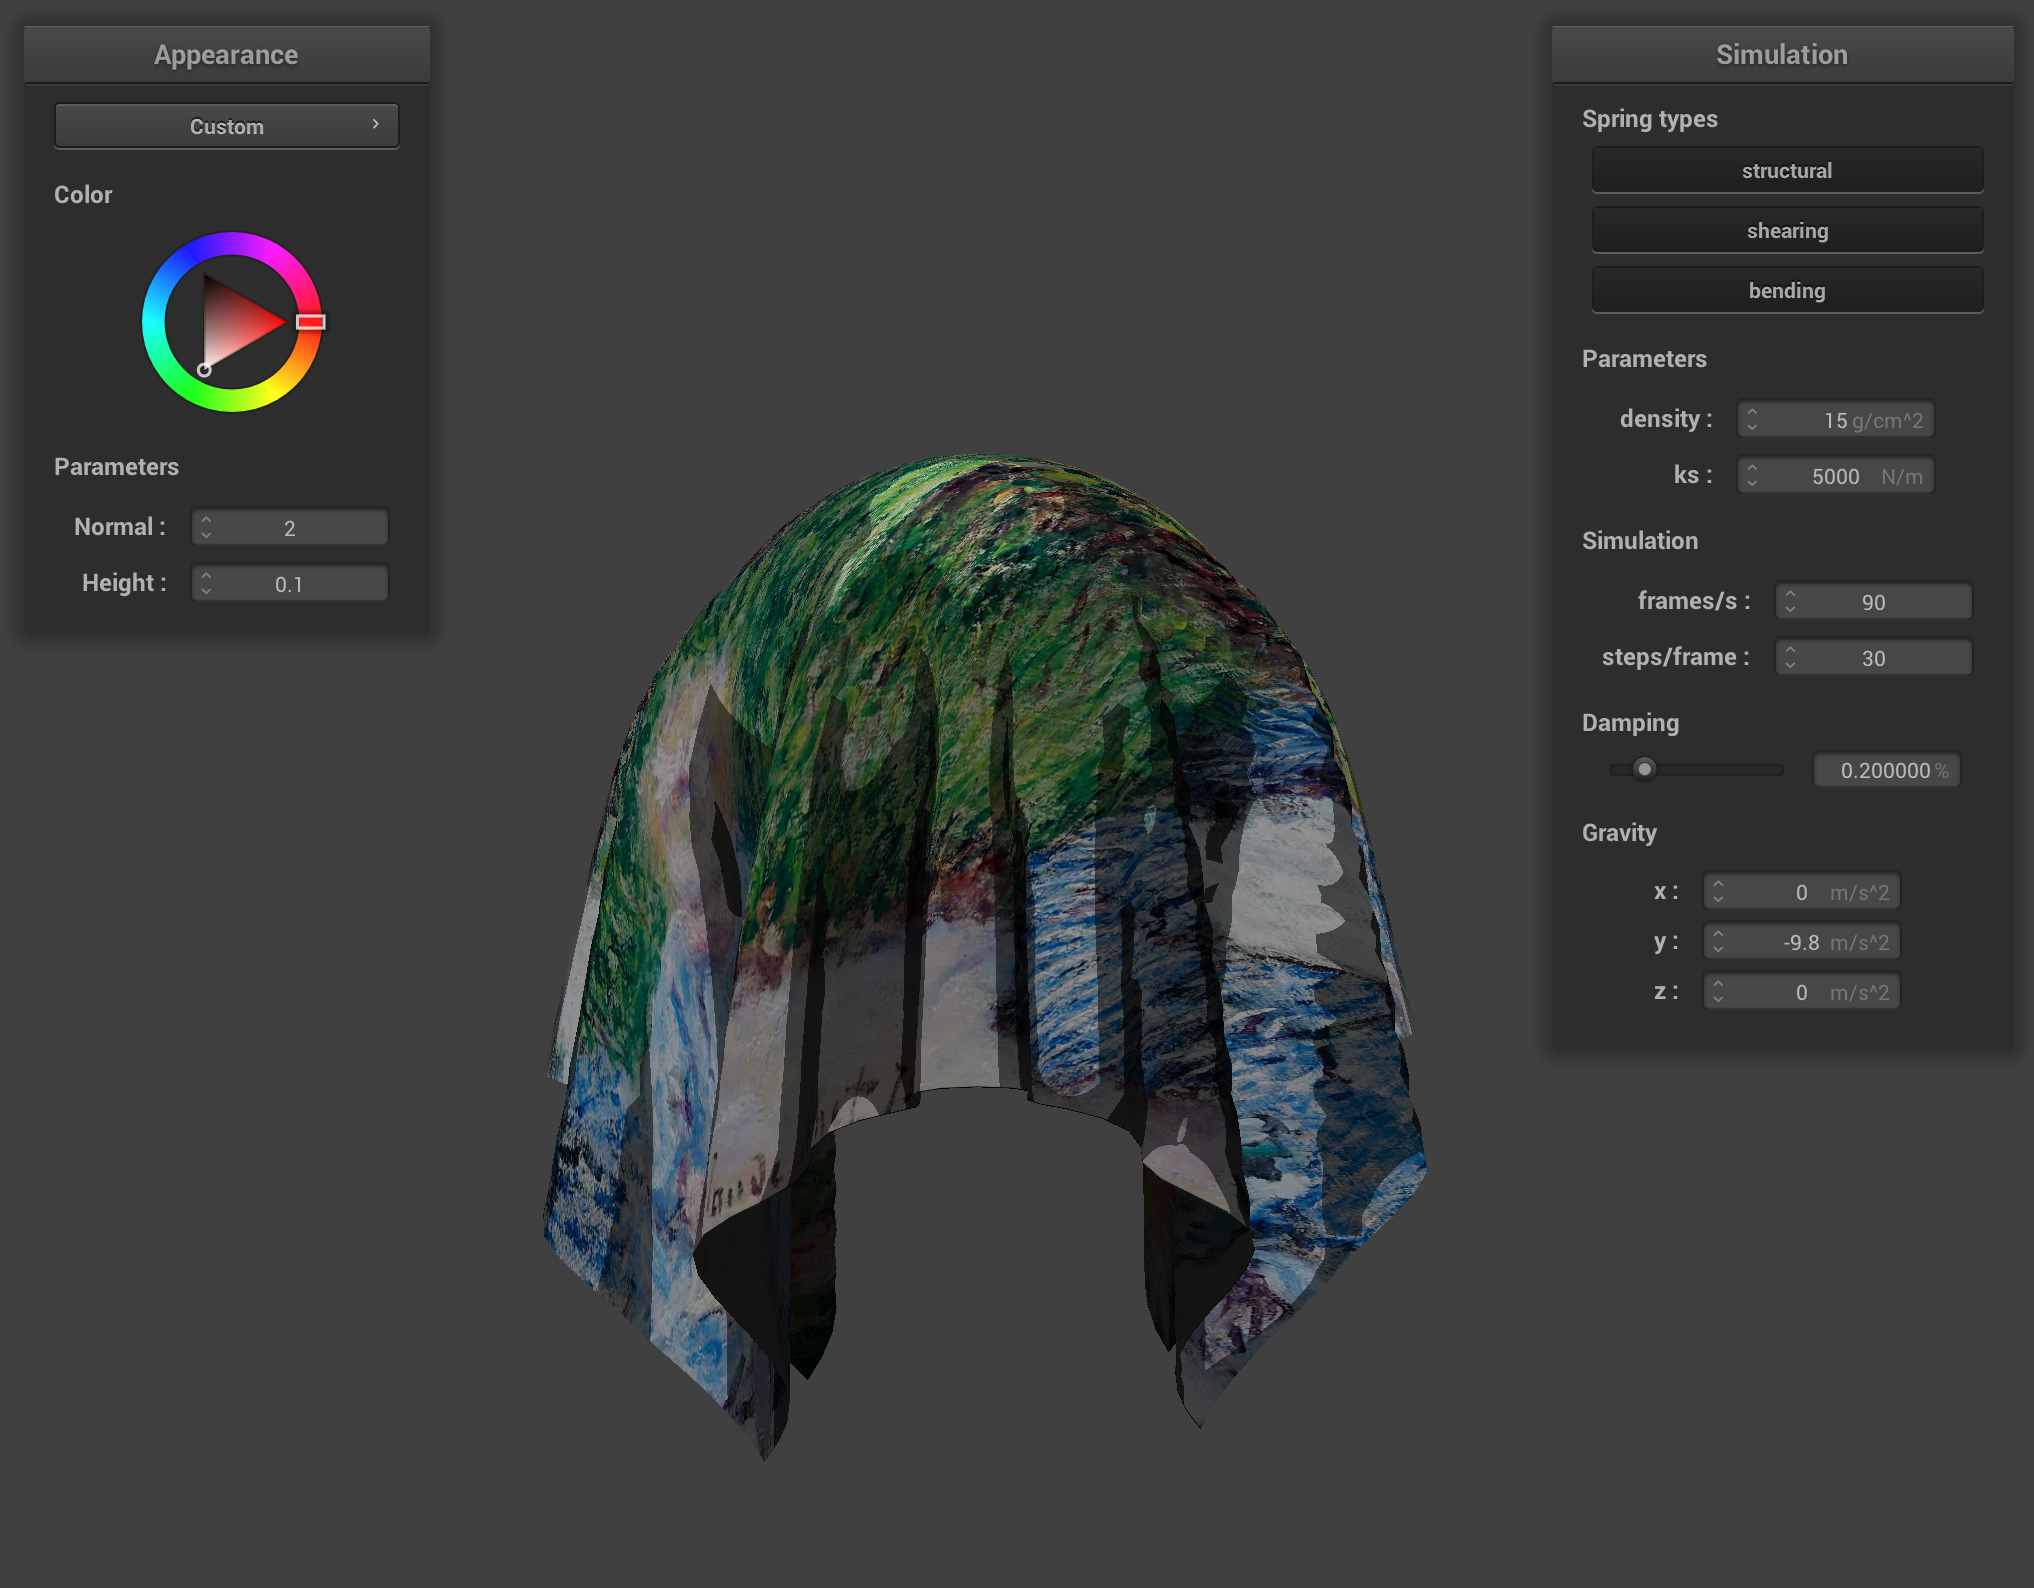 Appearance
Custom
Color
Parameters
Normal : 2
Height : 0.1
Simulation
Spring types
structural
shearing
bending
Parameters
density : 15 g/cm^2
ks : 5000 N/m
Simulation
frames/s : 90
steps/frame : 30
Damping
0.200000 %
Gravity
x : 0 m/s^2
y : -9.8 m/s^2
z : 0 m/s^2